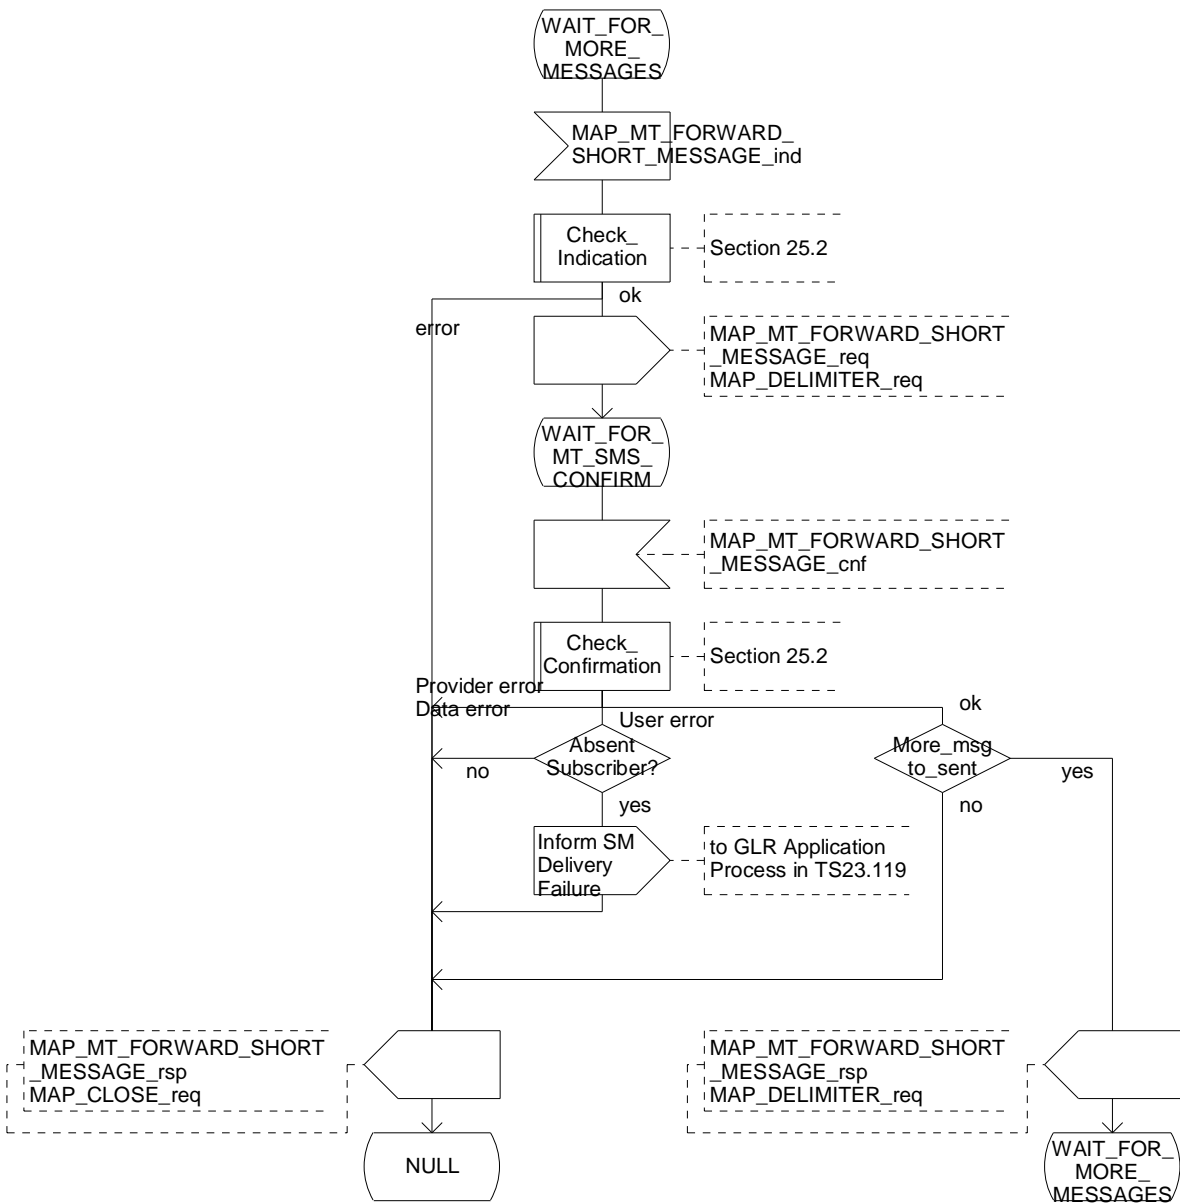 WAIT_FOR_
MORE_
MESSAGES
MAP_MT_FORWARD_
SHORT_MESSAGE_ind
Check_
Indication
Section 25.2
ok
error
MAP_MT_FORWARD_SHORT
_MESSAGE_req
MAP_DELIMITER_req
WAIT_FOR_
MT_SMS_
CONFIRM
MAP_MT_FORWARD_SHORT
_MESSAGE_cnf
Check_
Confirmation
Section 25.2
Provider error
Data error
User error
ok
Absent
Subscriber?
More_msg
to_sent
no
yes
yes
no
Inform SM
Delivery
Failure
to GLR Application
Process in TS23.119
MAP_MT_FORWARD_SHORT
_MESSAGE_rsp
MAP_CLOSE_req
MAP_MT_FORWARD_SHORT
_MESSAGE_rsp
MAP_DELIMITER_req
NULL
WAIT_FOR_
MORE_
MESSAGES